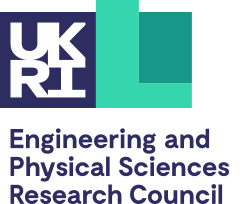 UK
RI
Engineering and
Physical Sciences
Research Council